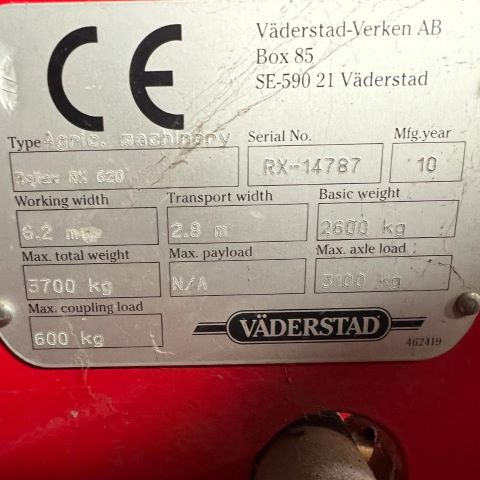 CE
Väderstad-Verken AB
Box 85
SE-590 21 Väderstad
Type Agric. machinery
Serial No.
Mfg.year
Rolex RX 620
RX-14787
10
Working width
Transport width
Basic weight
6.2 m
2.8 m
2600 kg
Max. total weight
Max. payload
Max. axle load
3700 kg
N/A
3100 kg
Max. coupling load
600 kg
VÄDERSTAD
462419